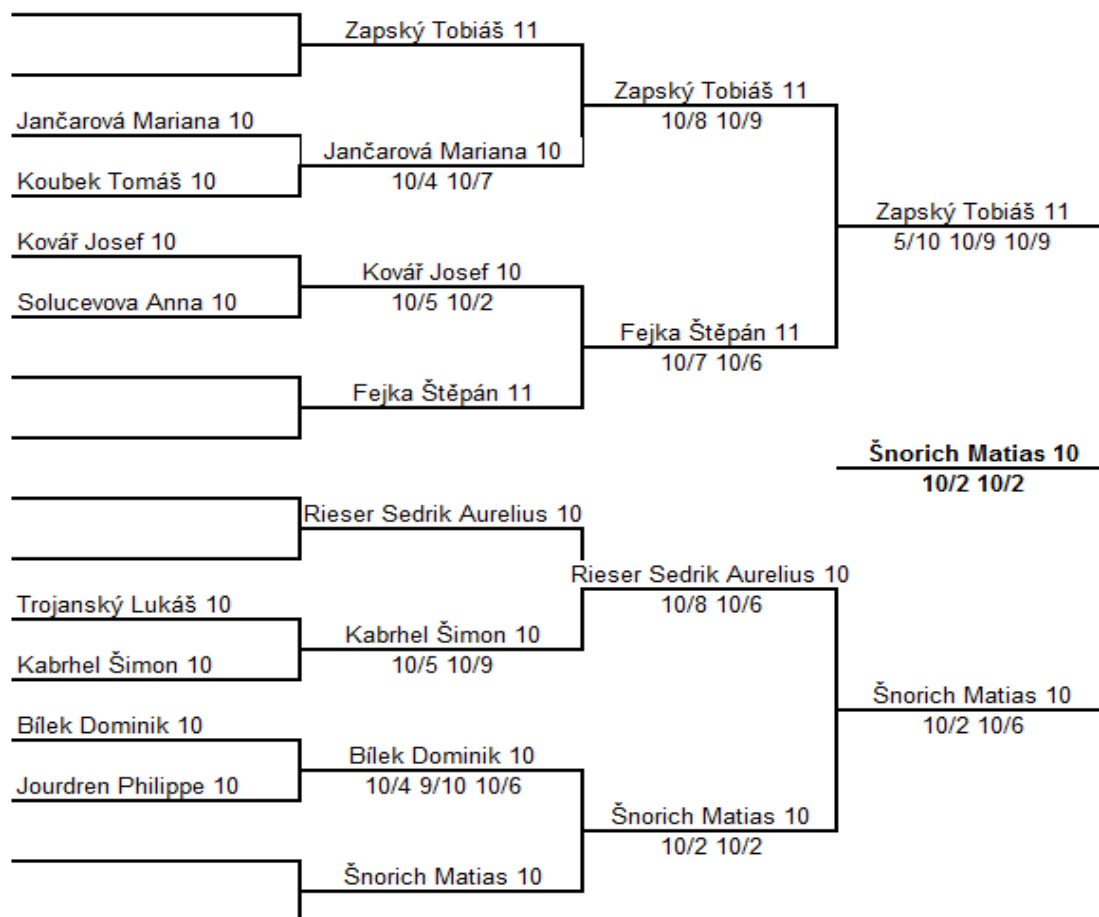 Zapský Tobiáš 11
Zapský Tobiáš 11
10/8 10/9
Jančarová Mariana 10
Jančarová Mariana 10
10/4 10/7
Koubek Tomáš 10
Zapský Tobiáš 11
5/10 10/9 10/9
Kovář Josef 10
Kovář Josef 10
10/5 10/2
Solucevova Anna 10
Fejka Štěpán 11
10/7 10/6
Fejka Štěpán 11
Šnorich Matias 10
10/2 10/2
Rieser Sedrik Aurelius 10
Rieser Sedrik Aurelius 10
10/8 10/6
Trojanský Lukáš 10
Kabrhel Šimon 10
10/5 10/9
Kabrhel Šimon 10
Šnorich Matias 10
10/2 10/6
Bílek Dominik 10
Bílek Dominik 10
10/4 9/10 10/6
Jourdren Philippe 10
Šnorich Matias 10
10/2 10/2
Šnorich Matias 10